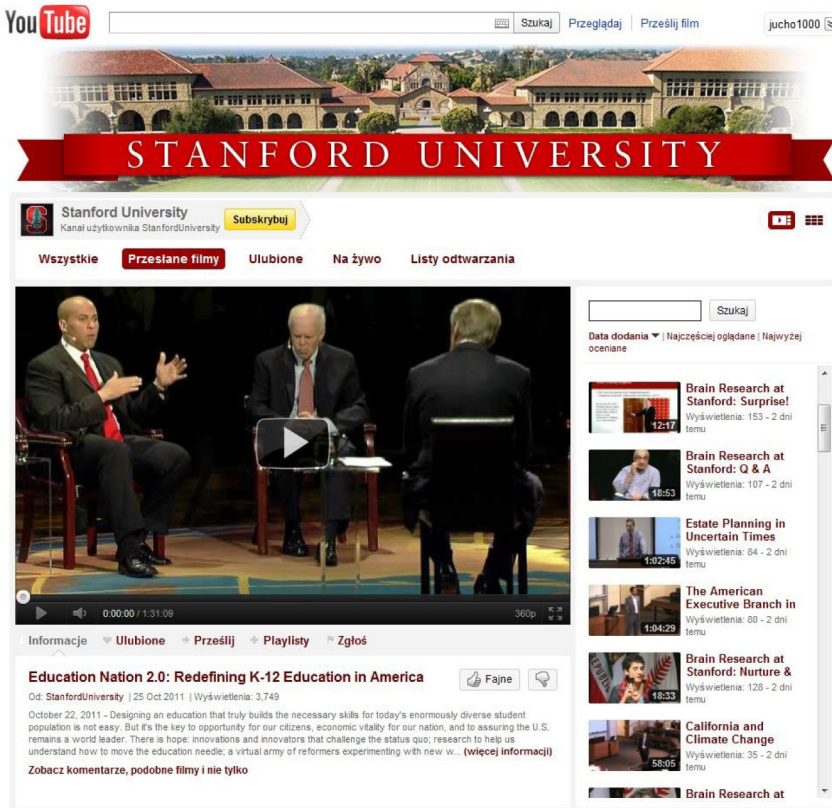 You Tube
Szukaj Przeglądaj Prześlij film jucho1000
STANFORD UNIVERSITY
S
Stanford University
Kanał użytkownika StanfordUniversity
Subskrybuj
Wszystkie Przesłane filmy Ulubione Na żywo Listy odtwarzania
0:00:00 / 1:31:09 360p
Informacje Ulubione Prześlij Playlisty Zgłoś
Education Nation 2.0: Redefining K-12 Education in America
Fajne
Od: StanfordUniversity | 25 Oct 2011 | Wyświetlenia: 3,749
October 22, 2011 - Designing an education that truly builds the necessary skills for today's enormously diverse student
population is not easy. But it's the key to opportunity for our citizens, economic vitality for our nation, and to assuring the U.S.
remains a world leader. There is hope: innovations and innovators that challenge the status quo; research to help us
understand how to move the education needle; a virtual army of reformers experimenting with new w... (więcej informacji)
Zobacz komentarze, podobne filmy i nie tylko
Szukaj
Data dodania | Najczęściej oglądane | Najwyżej
oceniane
12:17
Brain Research at
Stanford: Surprise!
Wyświetlenia: 153 - 2 dni
temu
18:53
Brain Research at
Stanford: Q & A
Wyświetlenia: 107 - 2 dni
temu
1:02:45
Estate Planning in
Uncertain Times
Wyświetlenia: 84 - 2 dni
temu
1:04:29
The American
Executive Branch in
Wyświetlenia: 80 - 2 dni
temu
18:33
Brain Research at
Stanford: Nurture &
Wyświetlenia: 128 - 2 dni
temu
58:05
California and
Climate Change
Wyświetlenia: 35 - 2 dni
temu
Brain Research at